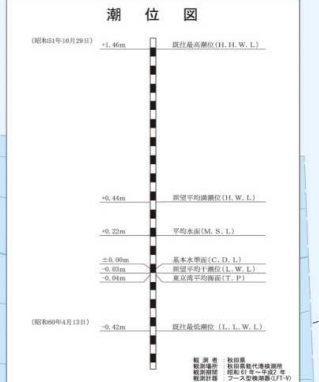 潮位図
(昭和51年10月29日) +1.46m 既往最高潮位(H.H.W.L)
+0.44m 朔望平均満潮位(H.W.L)
+0.22m 平均水面(M.S.L)
±0.00m 基本水準面(C.D.L)
-0.03m 朔望平均干潮位(L.W.L)
-0.04m 東京湾平均海面(T.P)
(昭和60年4月13日) -0.42m 既往最低潮位(L.L.W.L)
観測者 : 秋田県
観測場所 : 秋田県能代港検潮所
観測期間 : 昭和61年~平成2年
観測計器 : フース型検潮器(LFT-V)